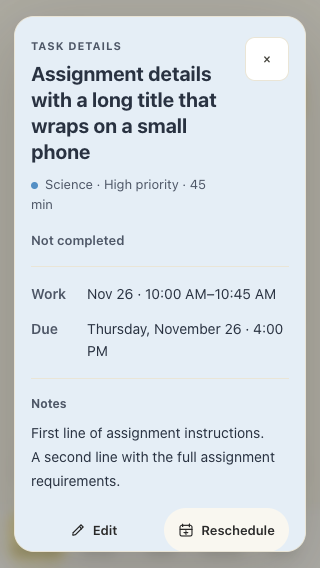 TASK DETAILS
×
Assignment details
with a long title that
wraps on a small
phone
Science · High priority · 45
min
Not completed
Work Nov 26 · 10:00 AM–10:45 AM
Due Thursday, November 26 · 4:00
PM
Notes
First line of assignment instructions.
A second line with the full assignment
requirements.
Edit Reschedule